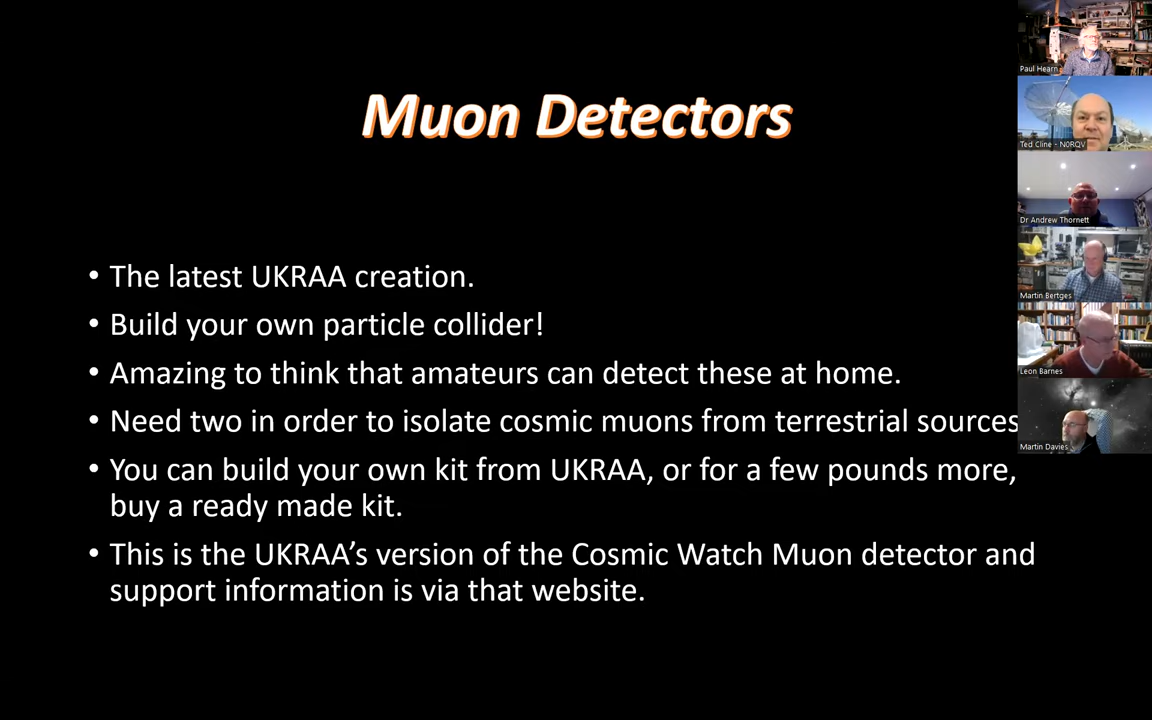 Muon Detectors
• The latest UKRAA creation.
• Build your own particle collider!
• Amazing to think that amateurs can detect these at home.
• Need two in order to isolate cosmic muons from terrestrial sources
• You can build your own kit from UKRAA, or for a few pounds more,
buy a ready made kit.
• This is the UKRAA’s version of the Cosmic Watch Muon detector and
support information is via that website.
Paul Hearn
Ted Cline - N0RQV
Dr Andrew Thornett
Martin Bertges
Leon Barnes
Martin Davies